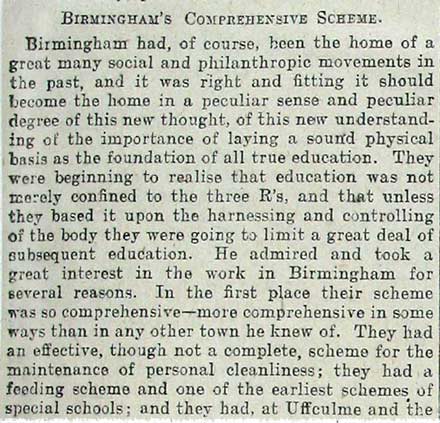 BIRMINGHAM'S COMPREHENSIVE SCHEME.
Birmingham had, of course, been the home of a
great many social and philanthropic movements in
the past, and it was right and fitting it should
become the home in a peculiar sense and peculiar
degree of this new thought, of this new understand-
ing of the importance of laying a sound physical
basis as the foundation of all true education. They
were beginning to realise that education was not
merely confined to the three R's, and that unless
they based it upon the harnessing and controlling
of the body they were going to limit a great deal of
subsequent education. He admired and took a
great interest in the work in Birmingham for
several reasons. In the first place their scheme
was so comprehensive—more comprehensive in some
ways than in any other town he knew of. They had
an effective, though not a complete, scheme for the
maintenance of personal cleanliness; they had a
feeding scheme and one of the earliest schemes of
special schools; and they had, at Uffculme and the